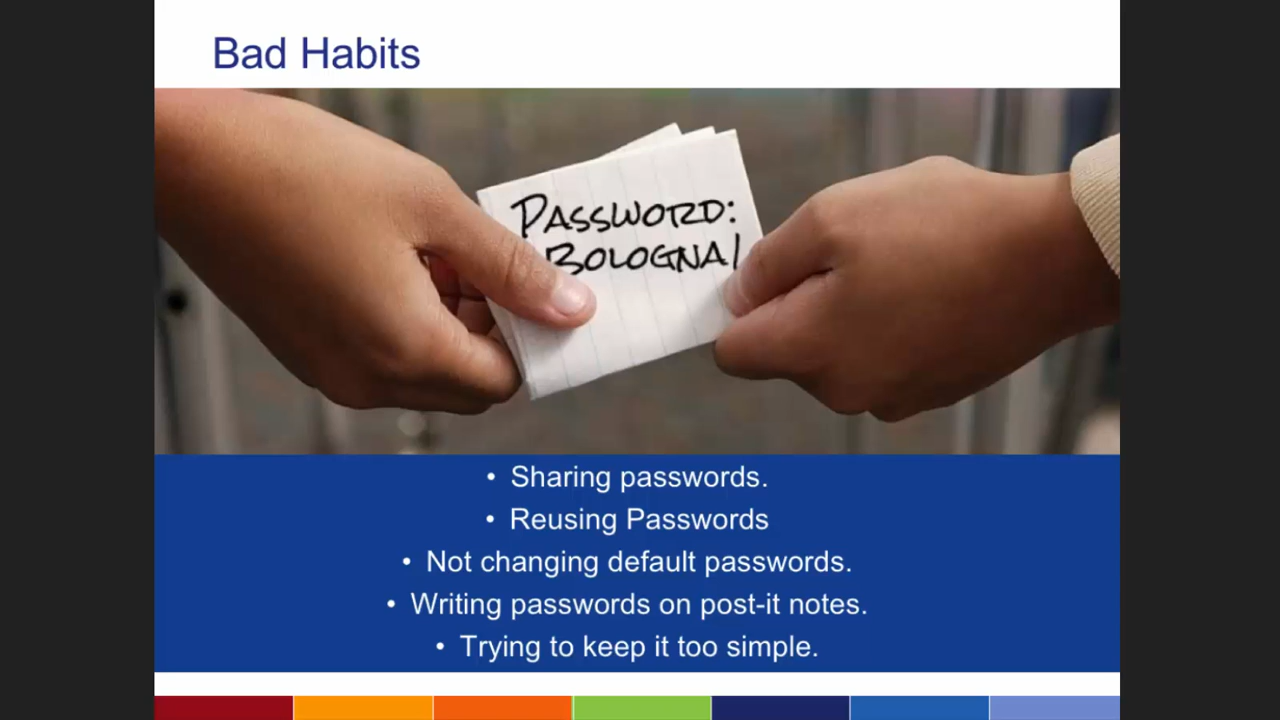 Bad Habits
PASSWORD:
BOLOGNA1
• Sharing passwords.
• Reusing Passwords
• Not changing default passwords.
• Writing passwords on post-it notes.
• Trying to keep it too simple.